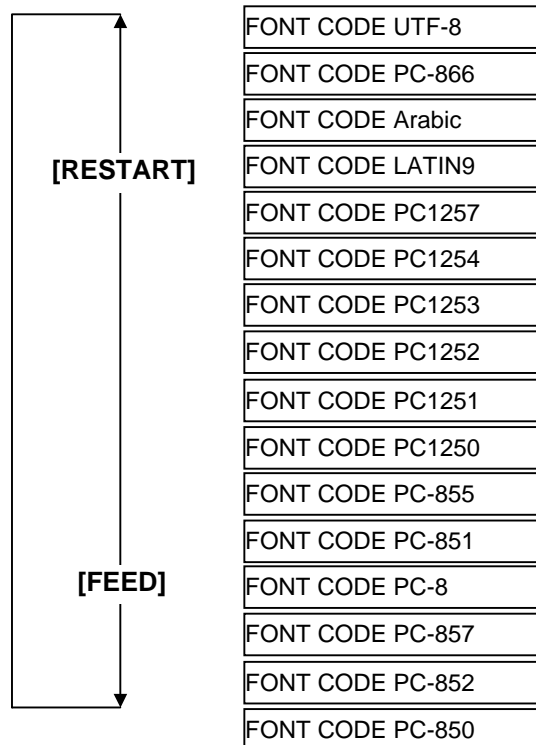 FONT CODE UTF-8
FONT CODE PC-866
FONT CODE Arabic
[RESTART]
FONT CODE LATIN9
FONT CODE PC1257
FONT CODE PC1254
FONT CODE PC1253
FONT CODE PC1252
FONT CODE PC1251
FONT CODE PC1250
FONT CODE PC-855
FONT CODE PC-851
[FEED]
FONT CODE PC-8
FONT CODE PC-857
FONT CODE PC-852
FONT CODE PC-850